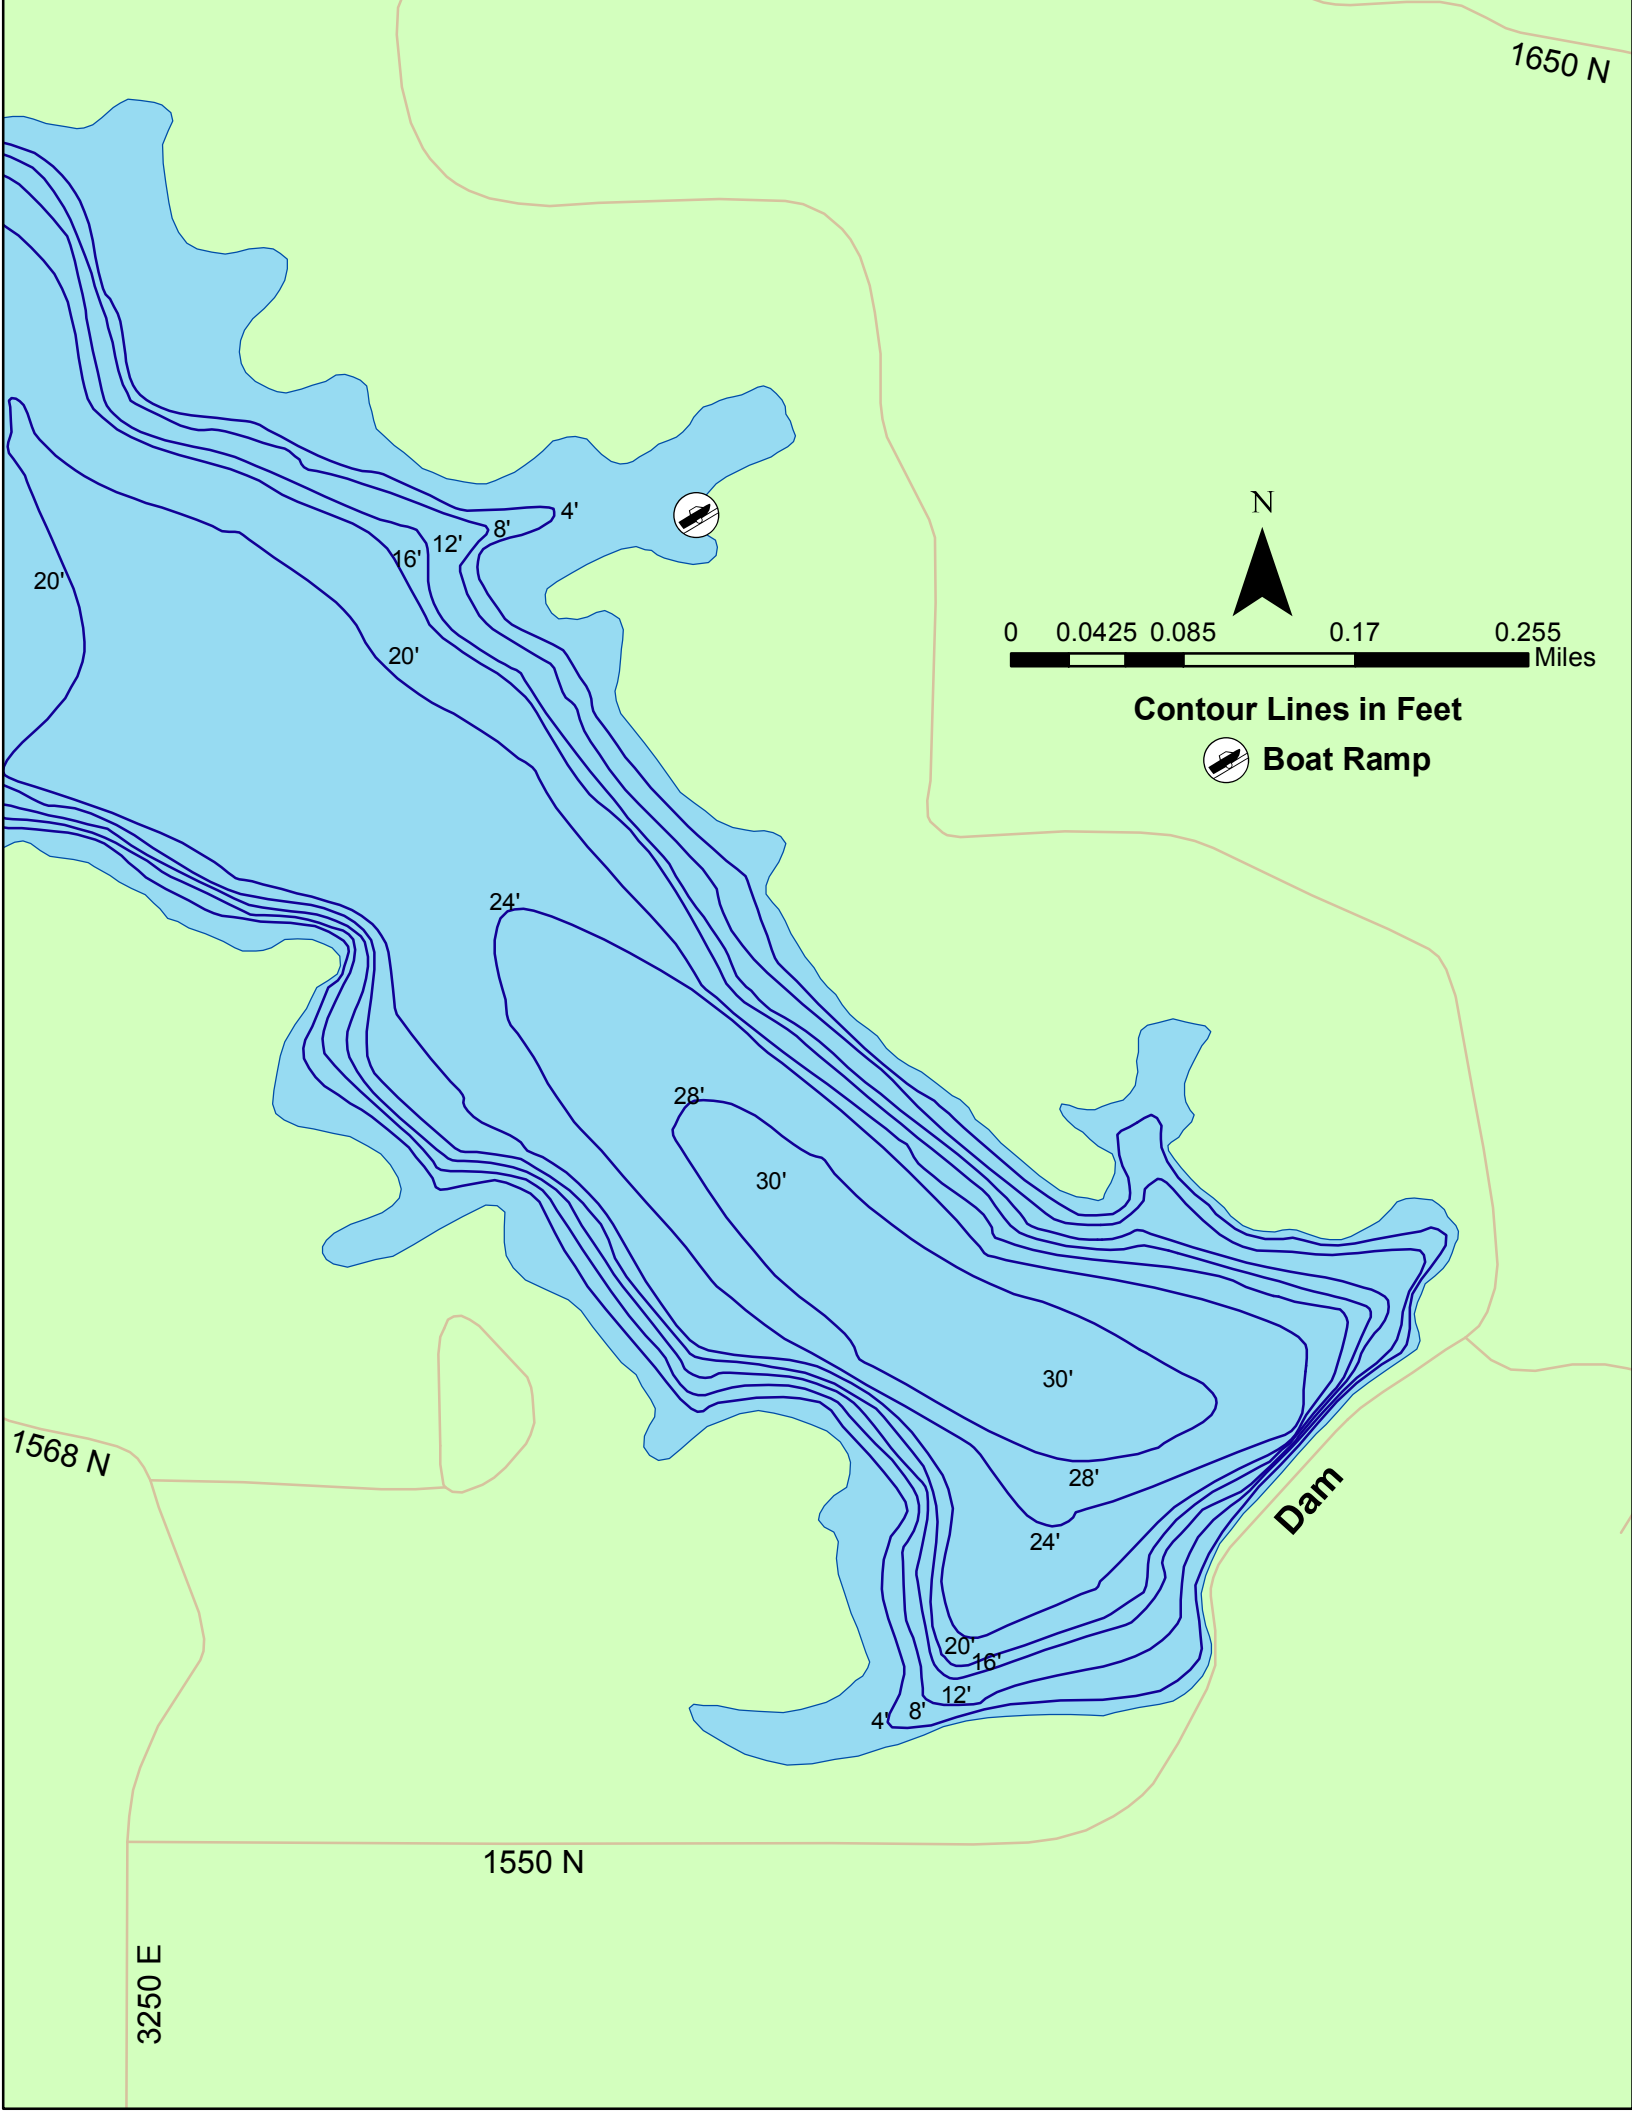 1650 N
4'
8'
12'
16'
20'
20'
N
0 0.0425 0.085 0.17 0.255
Miles
Contour Lines in Feet
Boat Ramp
24'
28'
30'
30'
28'
24'
1568 N
Dam
20'
16'
12'
8'
4'
1550 N
3250 E